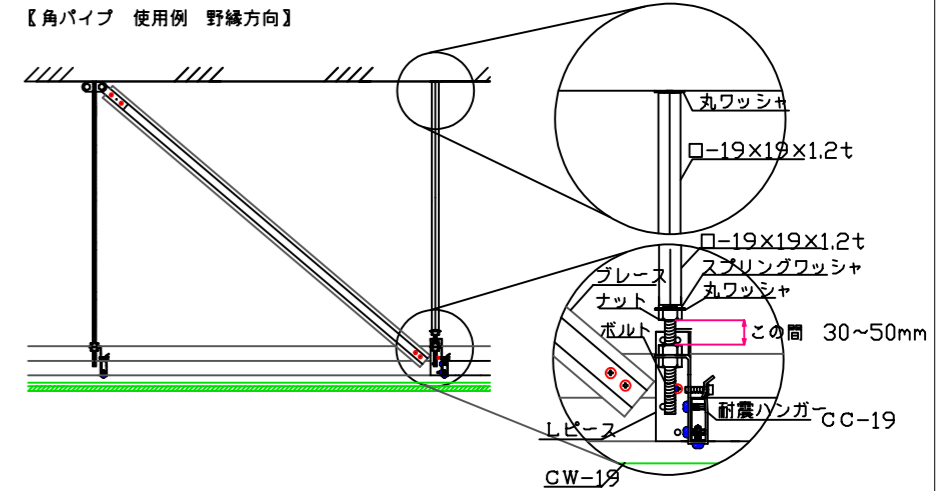 【角パイプ 使用例 野縁方向】
丸ワッシャ
□-19×19×1.2t
□-19×19×1.2t
ブレース
スプリングワッシャ
ナット
丸ワッシャ
ボルト
この間 30~50mm
耐震ハンガー
CC-19
Lピース
CW-19